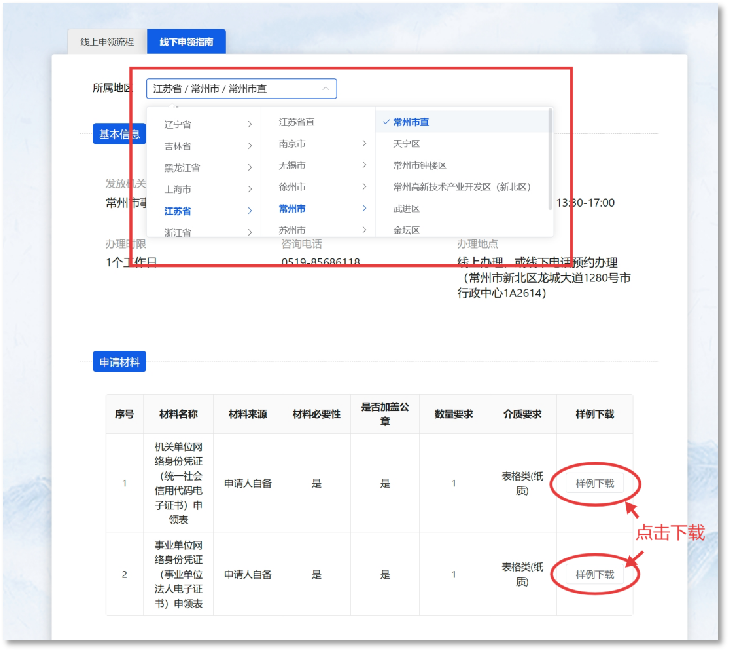 线上申领流程
线下申领指南
所属地区
江苏省 / 常州市 / 常州市直
基本信息
辽宁省
吉林省
黑龙江省
上海市
江苏省
浙江省
江苏省直
南京市
无锡市
徐州市
常州市
苏州市
常州市直
天宁区
常州市钟楼区
常州高新技术产业开发区（新北区）
武进区
金坛区
发放机关
常州市
13:30-17:00
办理时限
咨询电话
办理地点
1个工作日
0519-85686118
线上办理，或线下电话预约办理
（常州市新北区龙城大道1280号市
行政中心1A2614）
申请材料
序号
材料名称
材料来源
材料必要性
是否加盖公
章
数量要求
介质要求
样例下载
1
机关单位网
络身份凭证
（统一社会
信用代码电
子证书）申
领表
申请人自备
是
是
1
表格类(纸
质)
样例下载
点击下载
2
事业单位网
络身份凭证
（事业单位
法人电子证
书）申领表
申请人自备
是
是
1
表格类(纸
质)
样例下载